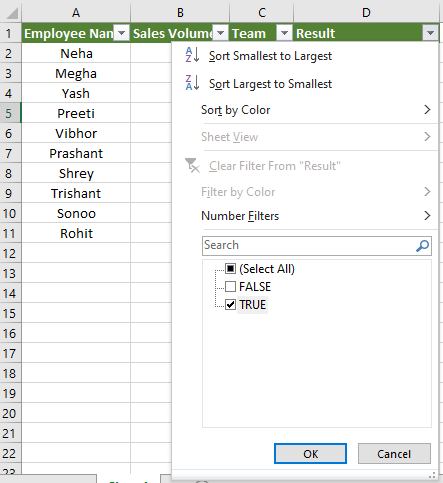 A B C D
1 Employee Nam Sales Volume Team Result
2 Neha
3 Megha
4 Yash
5 Preeti
6 Vibhor
7 Prashant
8 Shrey
9 Trishant
10 Sonoo
11 Rohit
12
13
14
15
16
17
18
19
20
21
22
23
Sort Smallest to Largest
Sort Largest to Smallest
Sort by Color
Sheet View
Clear Filter From "Result"
Filter by Color
Number Filters
Search
(Select All)
FALSE
TRUE
OK Cancel